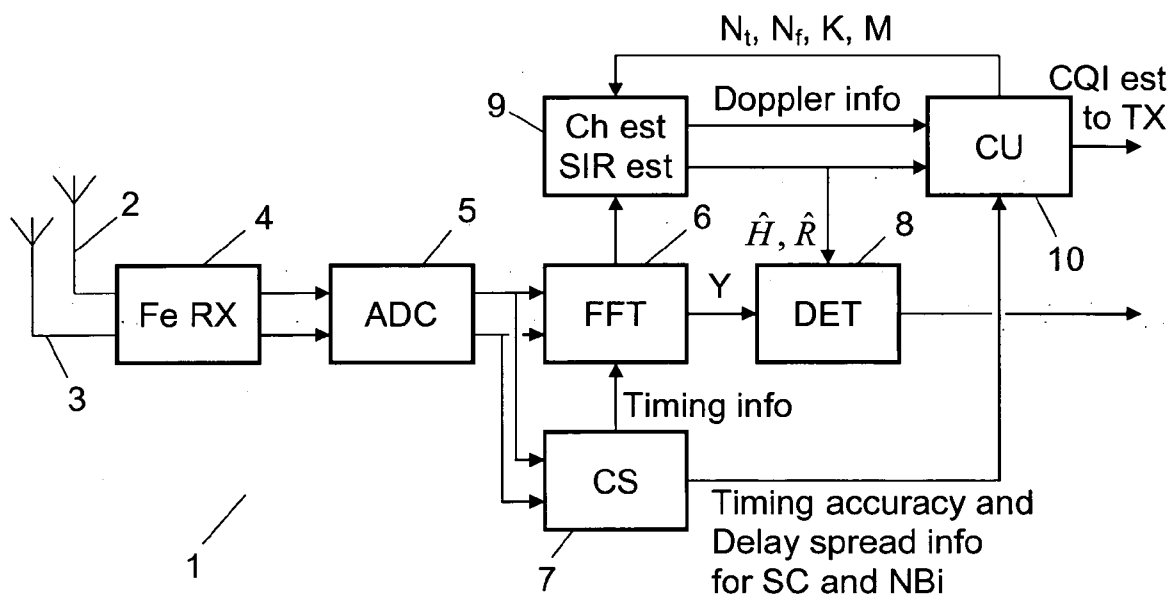 Nₜ, N_f, K, M
CQI est
to TX
9
Doppler info
Ch est
SIR est
CU
2
4
5
6
Ĥ, R̂
8
10
Fe RX
ADC
FFT
Y
DET
3
Timing info
CS
Timing accuracy and
Delay spread info
for SC and NBi
1
7